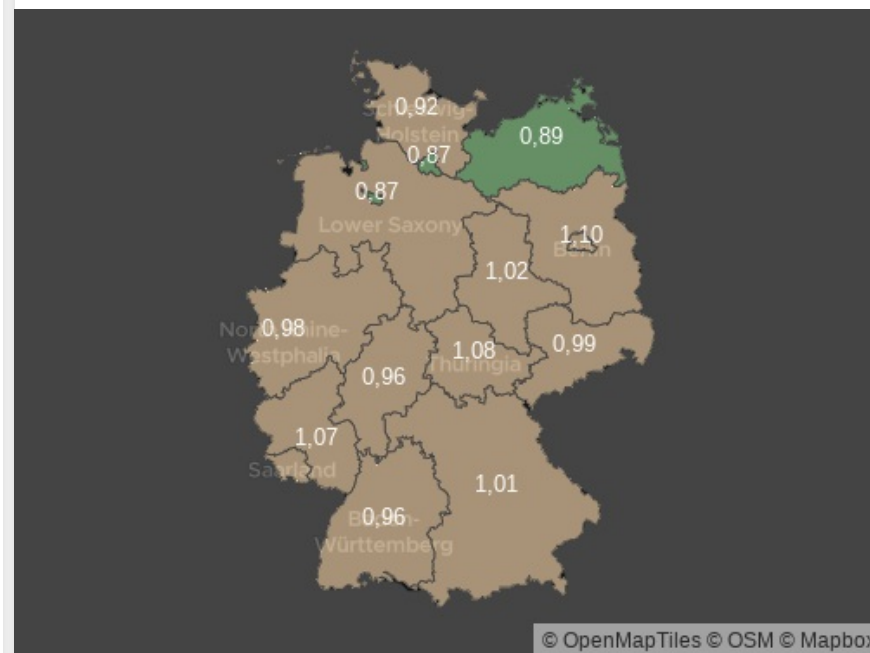 0,92
Schleswig-
Holstein
0,89
0,87
0,87
Lower Saxony
1,10
Berlin
1,02
0,98
North Rhine-
Westphalia
1,08
Thuringia
0,99
0,96
1,07
Saarland
1,01
0,96
Baden-
Württemberg
© OpenMapTiles © OSM © Mapbox